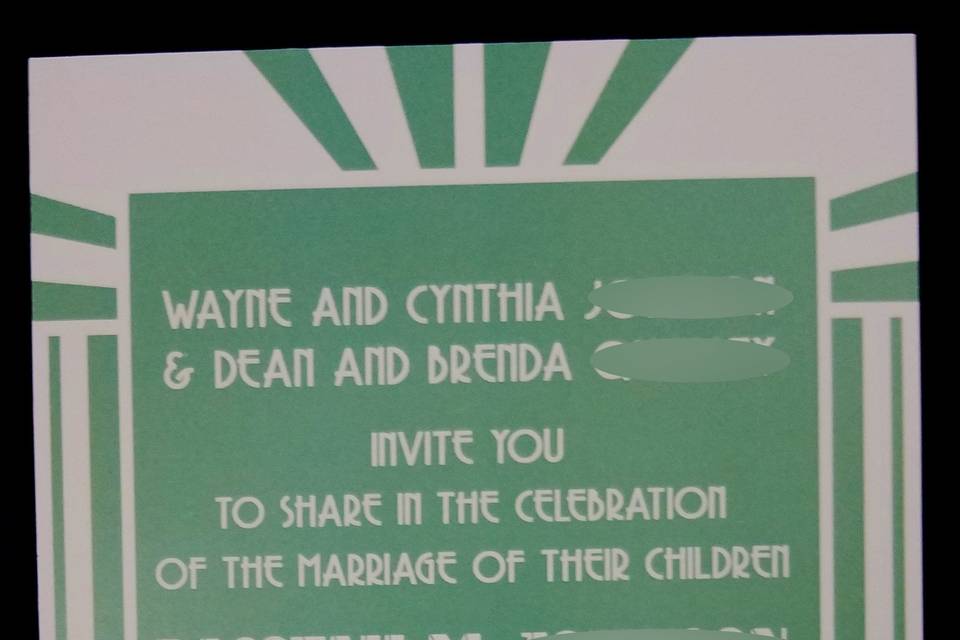 WAYNE AND CYNTHIA
& DEAN AND BRENDA
INVITE YOU
TO SHARE IN THE CELEBRATION
OF THE MARRIAGE OF THEIR CHILDREN